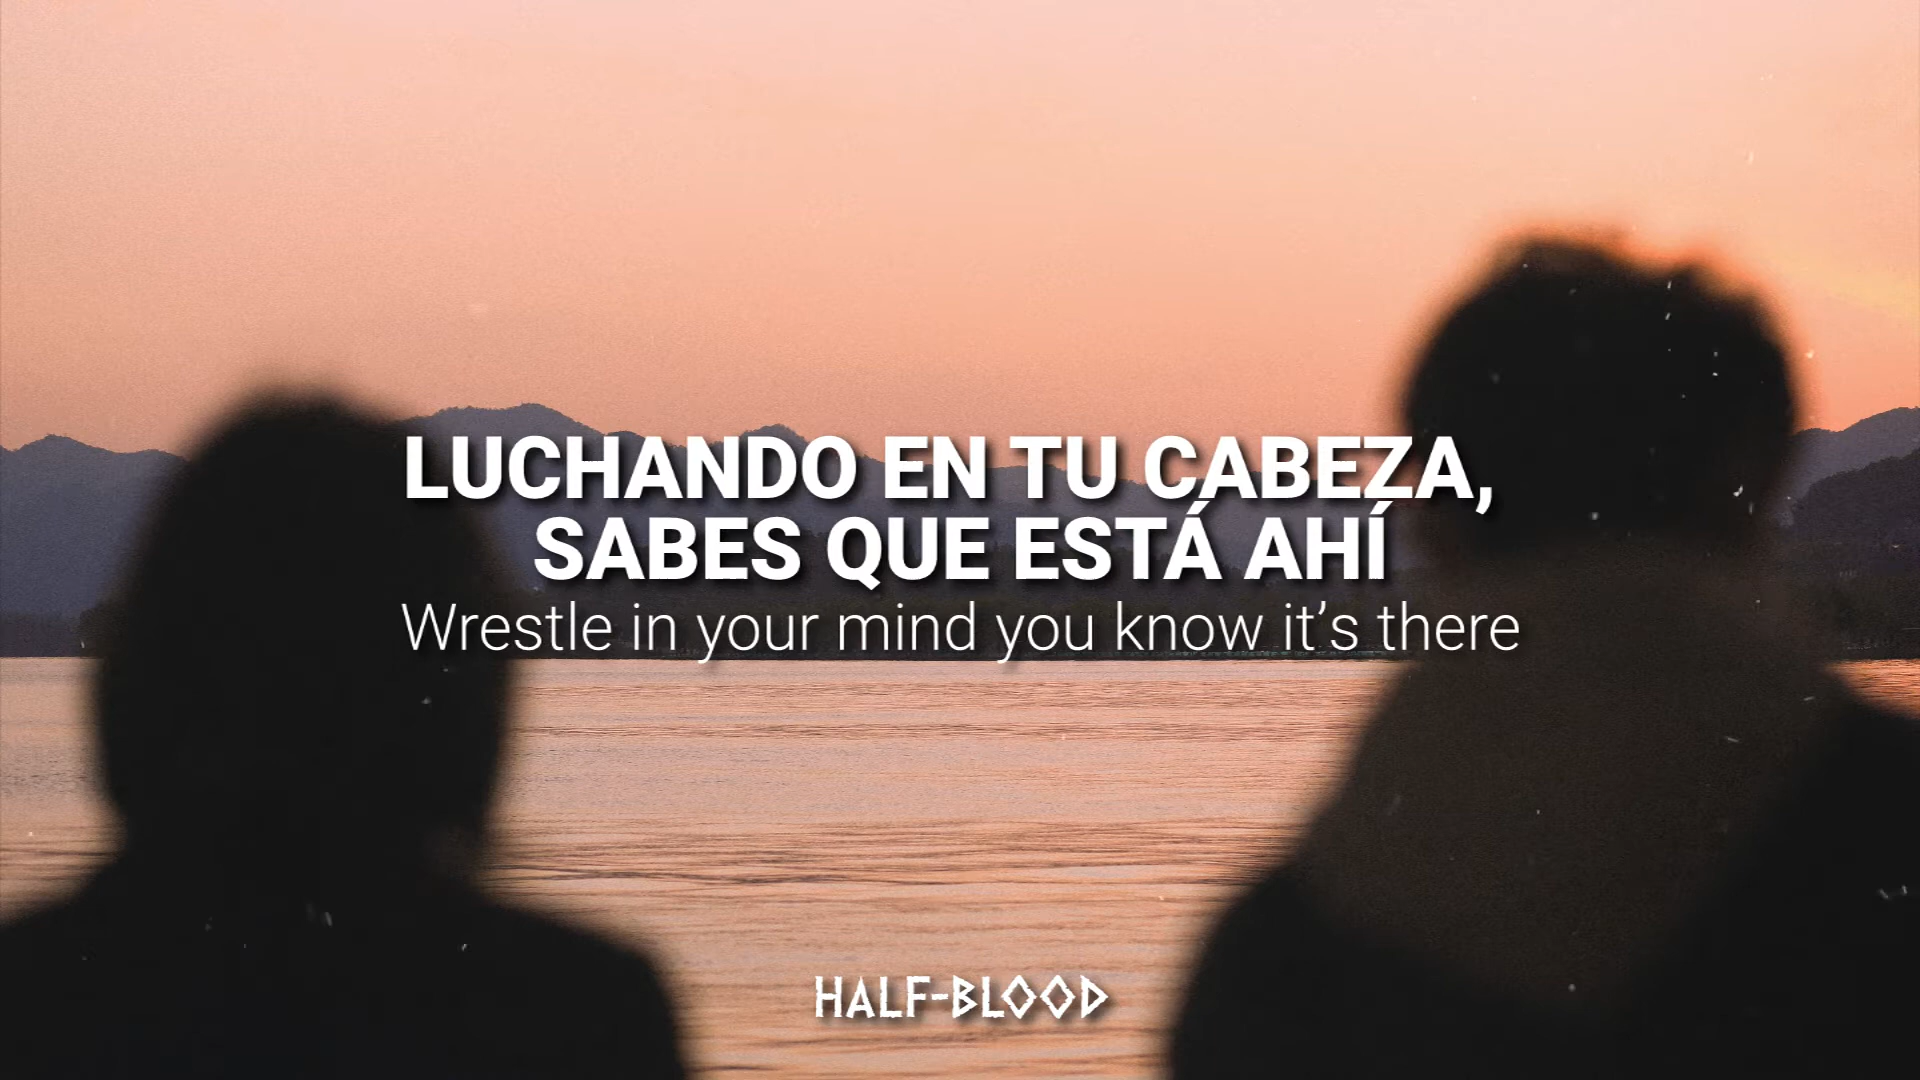 LUCHANDO EN TU CABEZA,
SABES QUE ESTÁ AHÍ
Wrestle in your mind you know it’s there
HALF-BLOOD